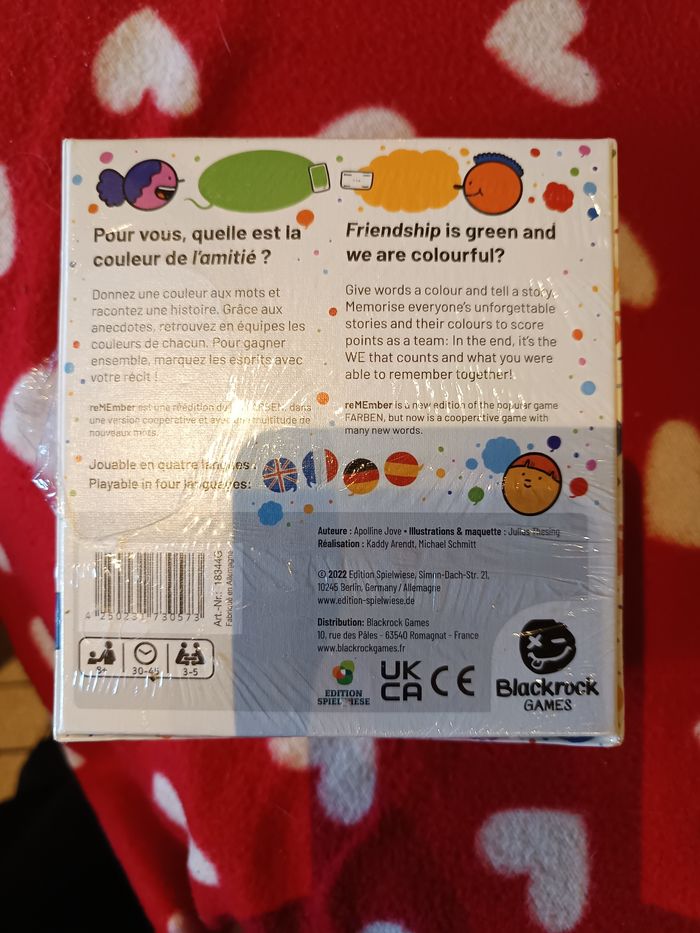 Pour vous, quelle est la
couleur de l'amitié ?
Donnez une couleur aux mots et
racontez une histoire. Grâce aux
anecdotes, retrouvez en équipes les
couleurs de chacun. Pour gagner
ensemble, marquez les esprits avec
votre récit !
reMEmber est une réédition du jeu FARBEN, dans
une version coopérative et avec une multitude de
nouveaux mots.
Friendship is green and
we are colourful?
Give words a colour and tell a story.
Memorise everyone's unforgettable
stories and their colours to score
points as a team: In the end, it's the
WE that counts and what you were
able to remember together!
reMEmber is a new edition of the popular game
FARBEN, but now is a cooperative game with
many new words.
Jouable en quatre langues :
Playable in four languages:
Auteure : Apolline Jove • Illustrations & maquette : Julius Thesing
Réalisation : Kaddy Arendt, Michael Schmitt
© 2022 Edition Spielwiese, Simon-Dach-Str. 21,
10245 Berlin, Germany / Allemagne
www.edition-spielwiese.de
Distribution: Blackrock Games
10, rue des Pâles - 63540 Romagnat - France
www.blackrockgames.fr
4 250231 730573
Art.-Nr.: 18344G
Fabriqué en Allemagne
8+
30-45
3-5
EDITION
SPIELWIESE
UK
CA
CE
Blackrock
GAMES